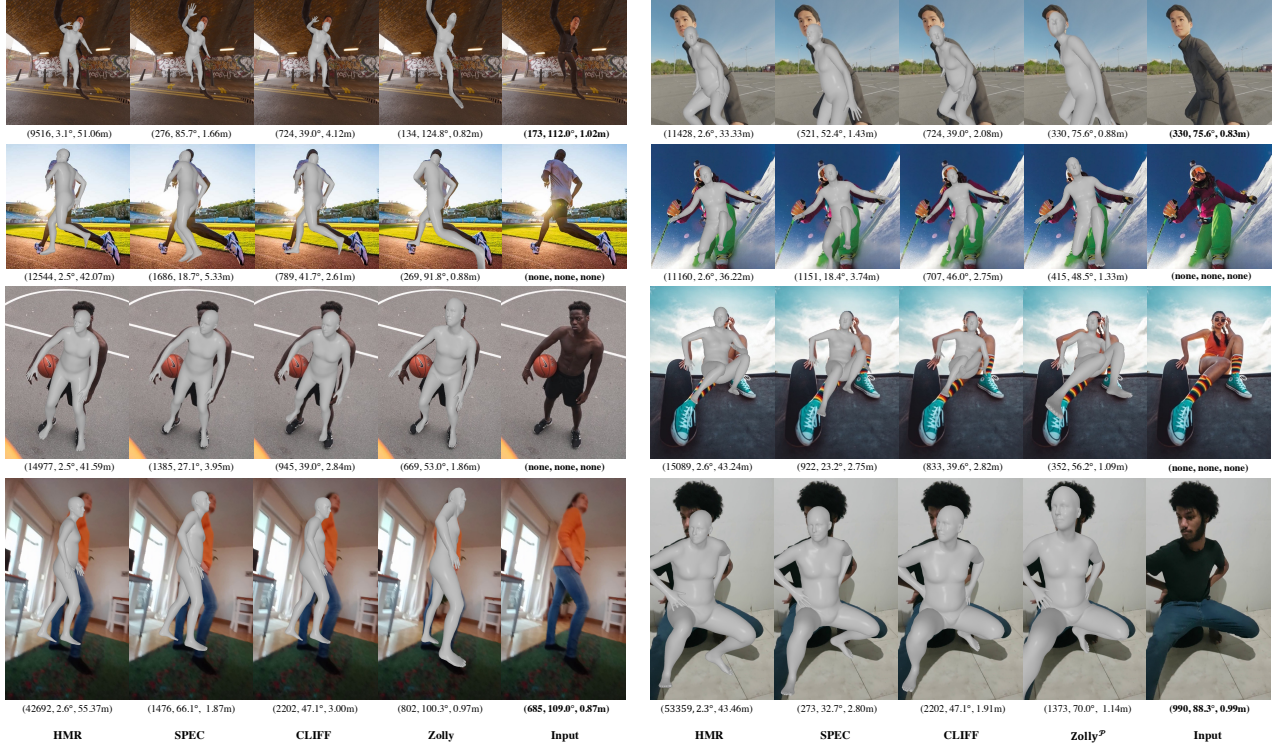 (9516, 3.1°, 51.06m) (276, 85.7°, 1.66m) (724, 39.0°, 4.12m) (134, 124.8°, 0.82m) (173, 112.0°, 1.02m) (11428, 2.6°, 33.33m) (521, 52.4°, 1.43m) (724, 39.0°, 2.08m) (330, 75.6°, 0.88m) (330, 75.6°, 0.83m)
(12544, 2.5°, 42.07m) (1686, 18.7°, 5.33m) (789, 41.7°, 2.61m) (269, 91.8°, 0.88m) (none, none, none) (11160, 2.6°, 36.22m) (1151, 18.4°, 3.74m) (707, 46.0°, 2.75m) (415, 48.5°, 1.33m) (none, none, none)
(14977, 2.5°, 41.59m) (1385, 27.1°, 3.95m) (945, 39.0°, 2.84m) (669, 53.0°, 1.86m) (none, none, none) (15089, 2.6°, 43.24m) (922, 23.2°, 2.75m) (833, 39.6°, 2.82m) (352, 56.2°, 1.09m) (none, none, none)
(42692, 2.6°, 55.37m) (1476, 66.1°, 1.87m) (2202, 47.1°, 3.00m) (802, 100.3°, 0.97m) (685, 109.0°, 0.87m) (53359, 2.3°, 43.46m) (273, 32.7°, 2.80m) (2202, 47.1°, 1.91m) (1373, 70.0°, 1.14m) (990, 88.3°, 0.99m)
HMR SPEC CLIFF Zolly Input HMR SPEC CLIFF Zolly𝒫 Input